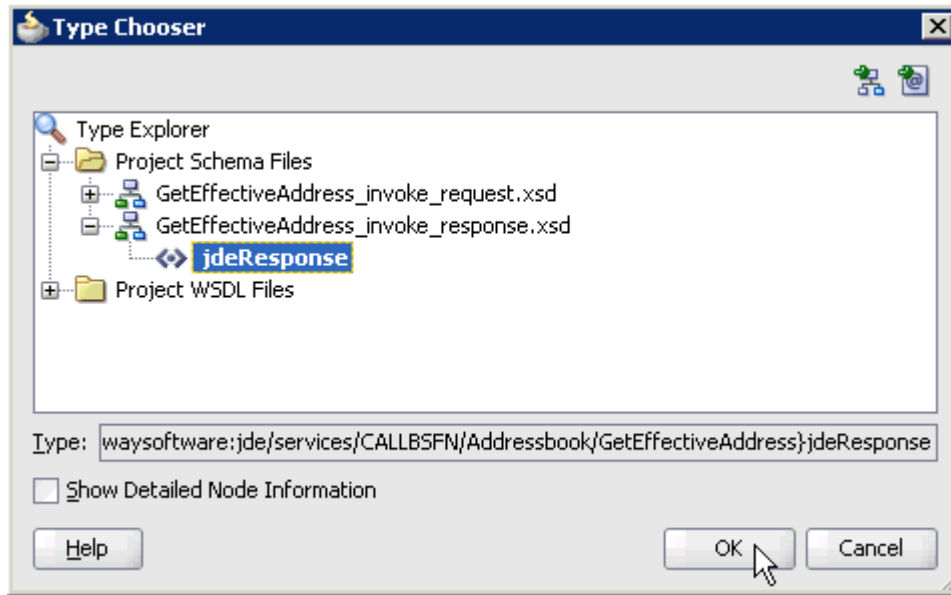 Type Chooser
Type Explorer
Project Schema Files
GetEffectiveAddress_invoke_request.xsd
GetEffectiveAddress_invoke_response.xsd
jdeResponse
Project WSDL Files
Type: waysoftware:jde/services/CALLBSFN/Addressbook/GetEffectiveAddress}jdeResponse
Show Detailed Node Information
Help OK Cancel